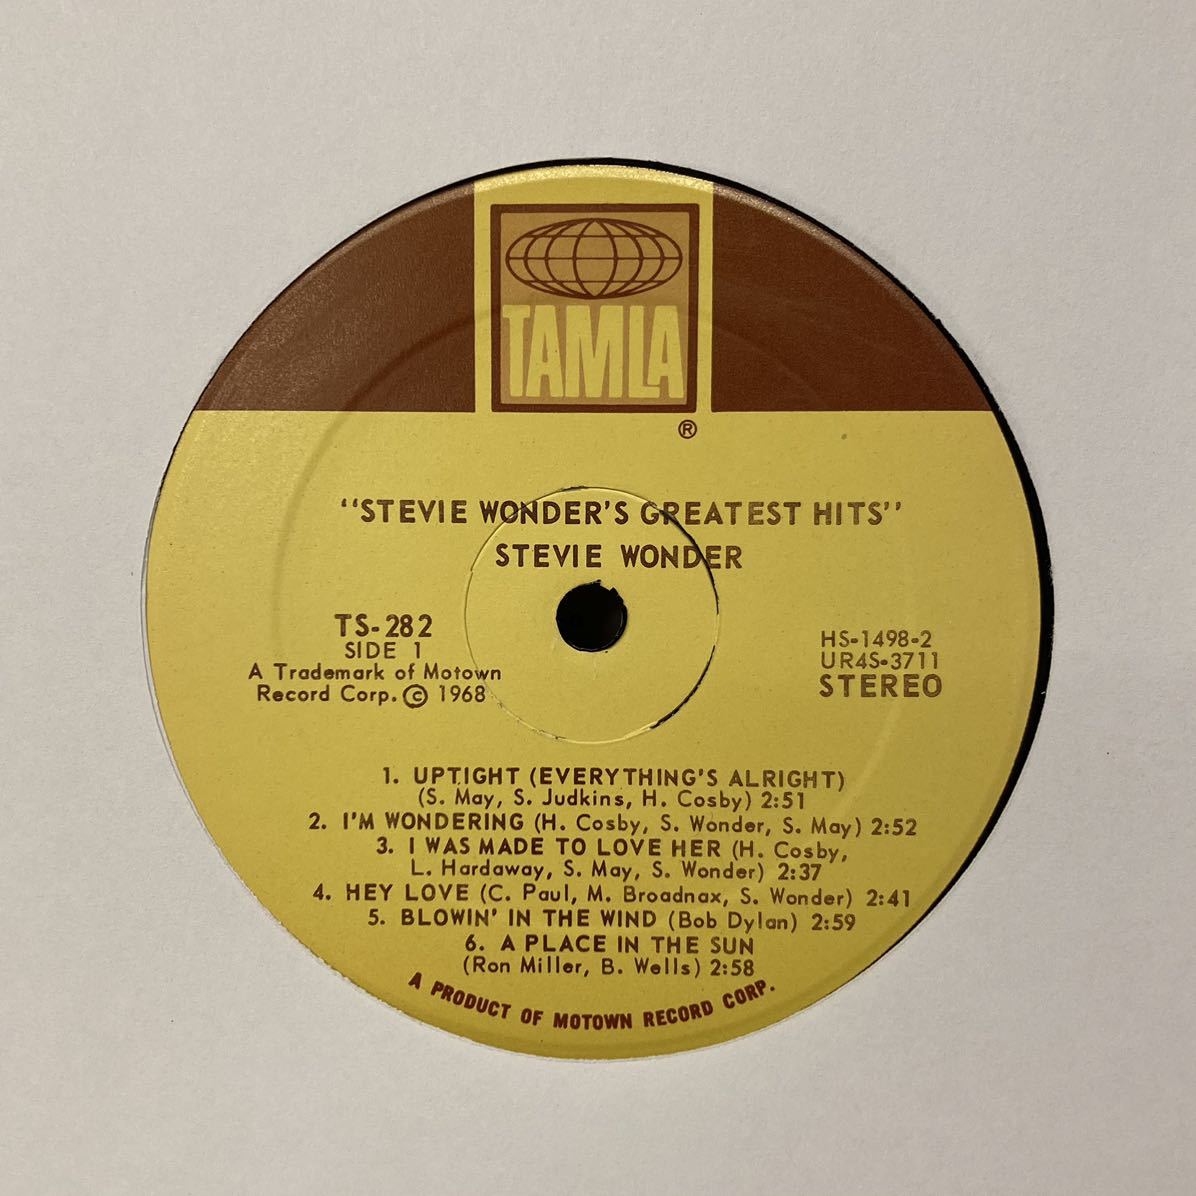 TAMLA
®
"STEVIE WONDER'S GREATEST HITS"
STEVIE WONDER
TS-282
SIDE 1
A Trademark of Motown
Record Corp. © 1968
HS-1498-2
UR4S-3711
STEREO
1. UPTIGHT (EVERYTHING'S ALRIGHT)
(S. May, S. Judkins, H. Cosby) 2:51
2. I'M WONDERING (H. Cosby, S. Wonder, S. May) 2:52
3. I WAS MADE TO LOVE HER (H. Cosby,
L. Hardaway, S. May, S. Wonder) 2:37
4. HEY LOVE (C. Paul, M. Broadnax, S. Wonder) 2:41
5. BLOWIN' IN THE WIND (Bob Dylan) 2:59
6. A PLACE IN THE SUN
(Ron Miller, B. Wells) 2:58
A PRODUCT OF MOTOWN RECORD CORP.